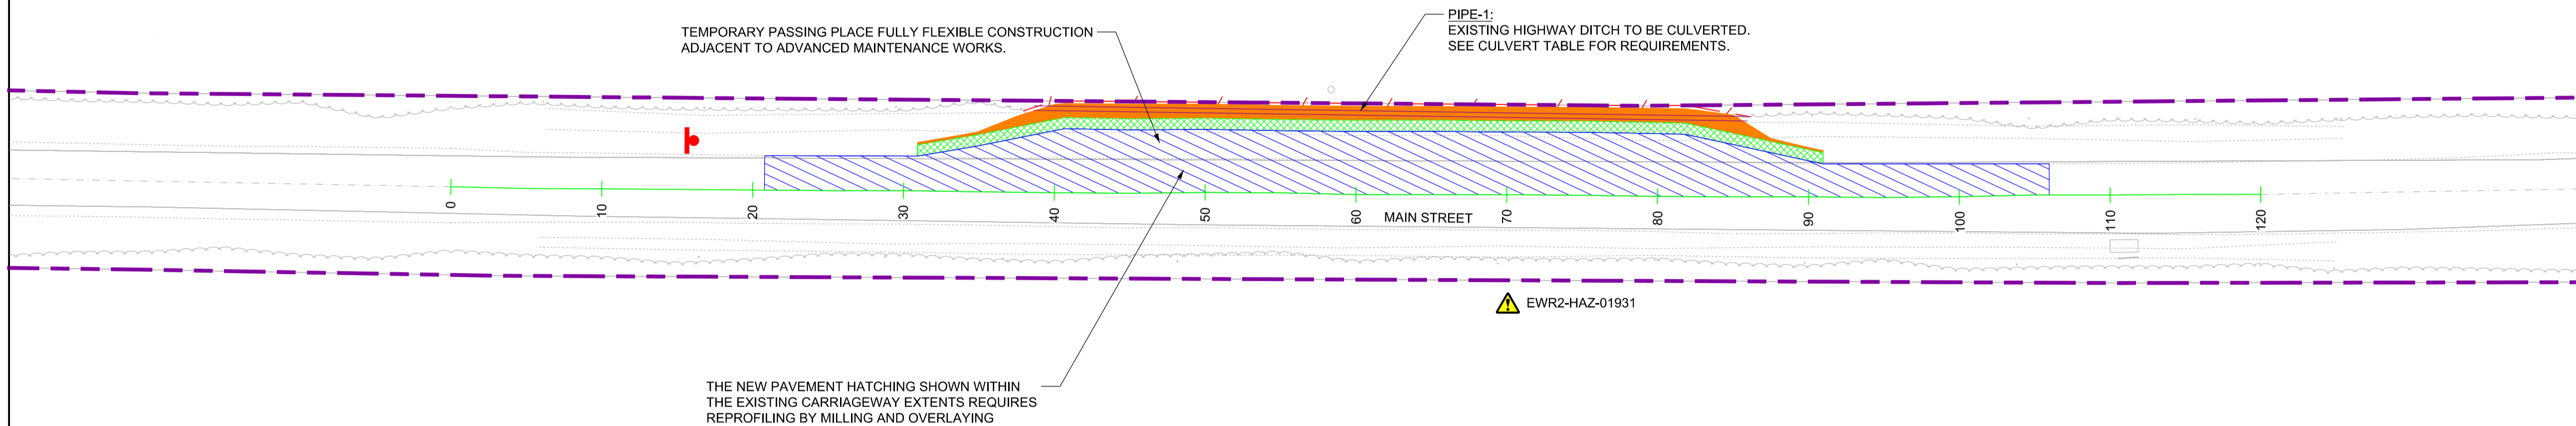 TEMPORARY PASSING PLACE FULLY FLEXIBLE CONSTRUCTION
ADJACENT TO ADVANCED MAINTENANCE WORKS.
PIPE-1:
EXISTING HIGHWAY DITCH TO BE CULVERTED.
SEE CULVERT TABLE FOR REQUIREMENTS.
0
10
20
30
40
50
60
MAIN STREET
70
80
90
100
110
120
EWR2-HAZ-01931
THE NEW PAVEMENT HATCHING SHOWN WITHIN
THE EXISTING CARRIAGEWAY EXTENTS REQUIRES
REPROFILING BY MILLING AND OVERLAYING